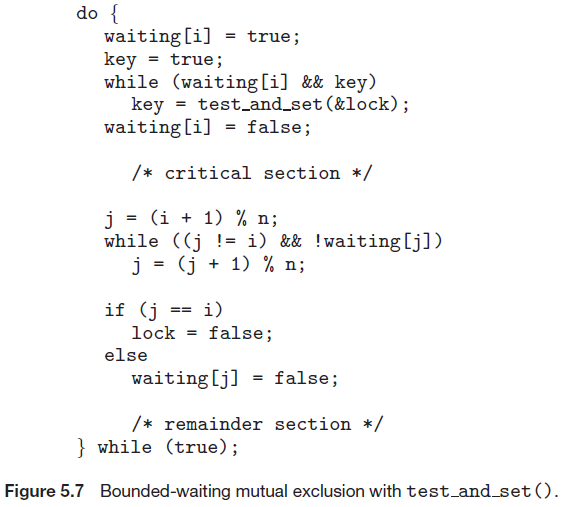 do {
waiting[i] = true;
key = true;
while (waiting[i] && key)
key = test_and_set(&lock);
waiting[i] = false;
/* critical section */
j = (i + 1) % n;
while ((j != i) && !waiting[j])
j = (j + 1) % n;
if (j == i)
lock = false;
else
waiting[j] = false;
/* remainder section */
} while (true);
Figure 5.7 Bounded-waiting mutual exclusion with test_and_set().